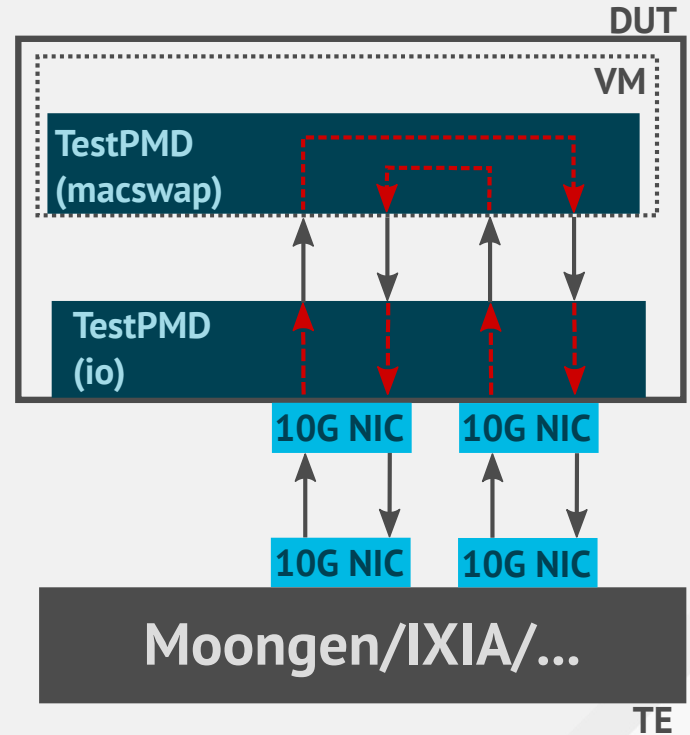 DUT
VM
TestPMD
(macswap)
TestPMD
(io)
10G NIC 10G NIC
10G NIC 10G NIC
Moongen/IXIA/...
TE